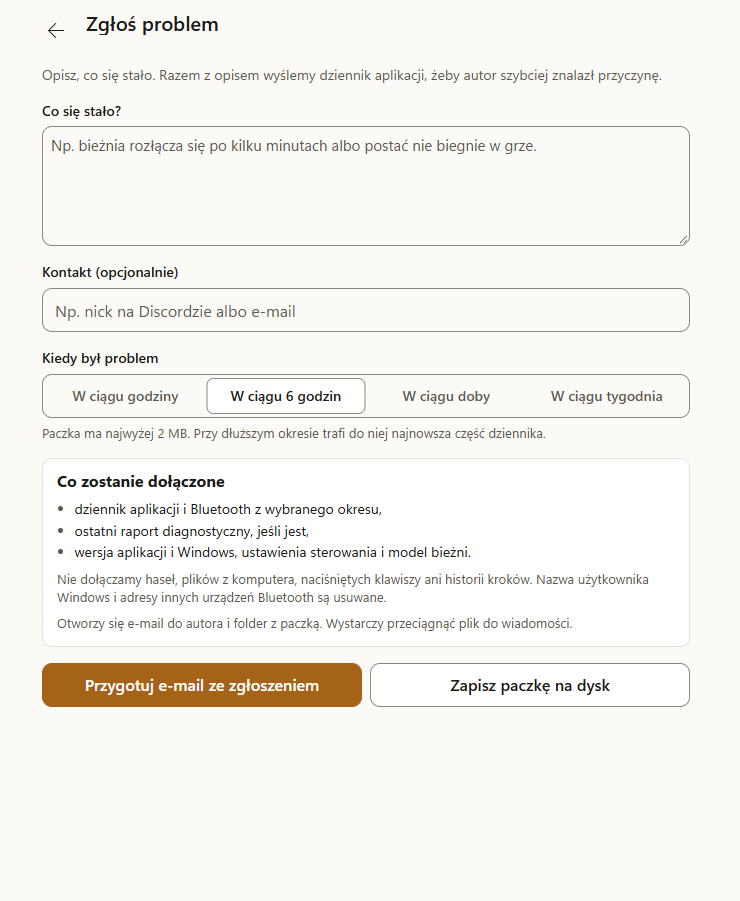 Zgłoś problem
Opisz, co się stało. Razem z opisem wyślemy dziennik aplikacji, żeby autor szybciej znalazł przyczynę.
Co się stało?
Np. bieżnia rozłącza się po kilku minutach albo postać nie biegnie w grze.
Kontakt (opcjonalnie)
Np. nick na Discordzie albo e-mail
Kiedy był problem
W ciągu godziny W ciągu 6 godzin W ciągu doby W ciągu tygodnia
Paczka ma najwyżej 2 MB. Przy dłuższym okresie trafi do niej najnowsza część dziennika.
Co zostanie dołączone
• dziennik aplikacji i Bluetooth z wybranego okresu,
• ostatni raport diagnostyczny, jeśli jest,
• wersja aplikacji i Windows, ustawienia sterowania i model bieżni.
Nie dołączamy haseł, plików z komputera, naciśniętych klawiszy ani historii kroków. Nazwa użytkownika
Windows i adresy innych urządzeń Bluetooth są usuwane.
Otworzy się e-mail do autora i folder z paczką. Wystarczy przeciągnąć plik do wiadomości.
Przygotuj e-mail ze zgłoszeniem Zapisz paczkę na dysk